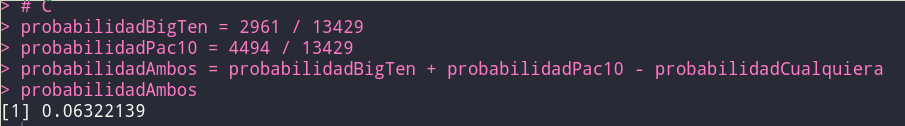 > # C
> probabilidadBigTen = 2961 / 13429
> probabilidadPac10 = 4494 / 13429
> probabilidadAmbos = probabilidadBigTen + probabilidadPac10 - probabilidadCualquiera
> probabilidadAmbos
[1] 0.06322139